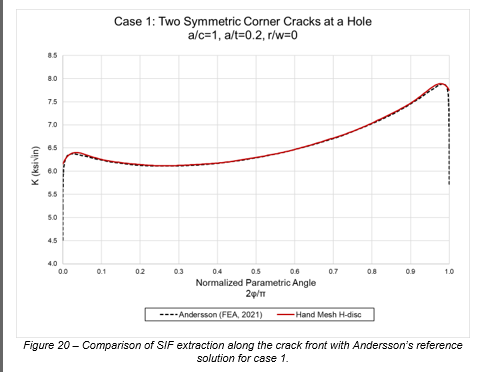 Case 1: Two Symmetric Corner Cracks at a Hole
a/c=1, a/t=0.2, r/w=0
8.5
8.0
7.5
7.0
6.5
6.0
5.5
5.0
4.5
4.0
K (ksi√in)
0.0 0.1 0.2 0.3 0.4 0.5 0.6 0.7 0.8 0.9 1.0
Normalized Parametric Angle
2φ/π
Andersson (FEA, 2021) Hand Mesh H-disc
Figure 20 – Comparison of SIF extraction along the crack front with Andersson's reference
solution for case 1.